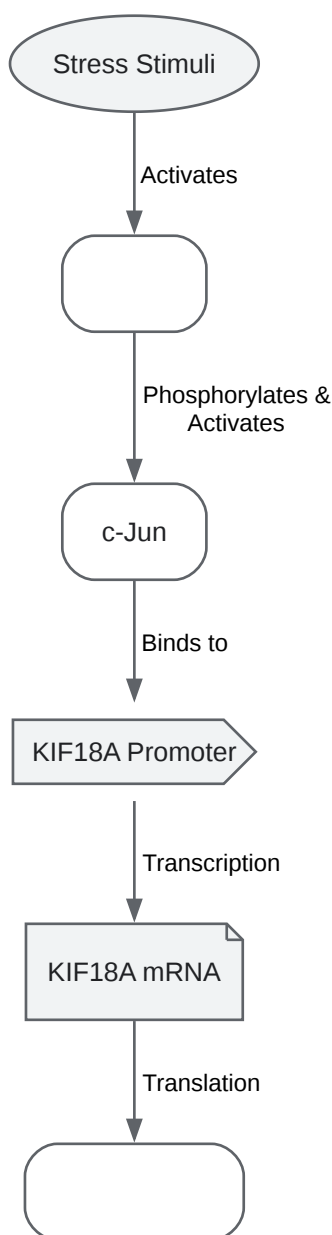 Stress Stimuli
Activates
Phosphorylates &
Activates
c-Jun
Binds to
KIF18A Promoter
Transcription
KIF18A mRNA
Translation